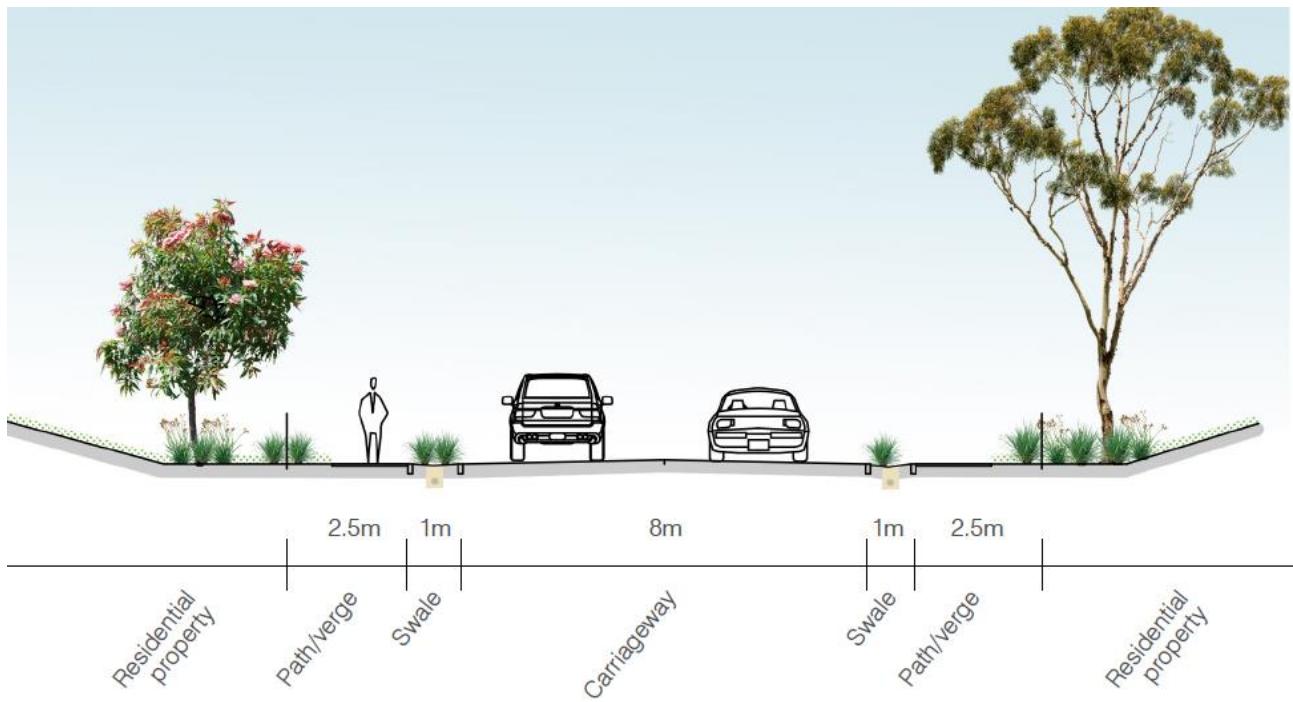 2.5m
1m
8m
1m
2.5m
Residential
property
Path/verge
Swale
Carriageway
Swale
Path/verge
Residential
property